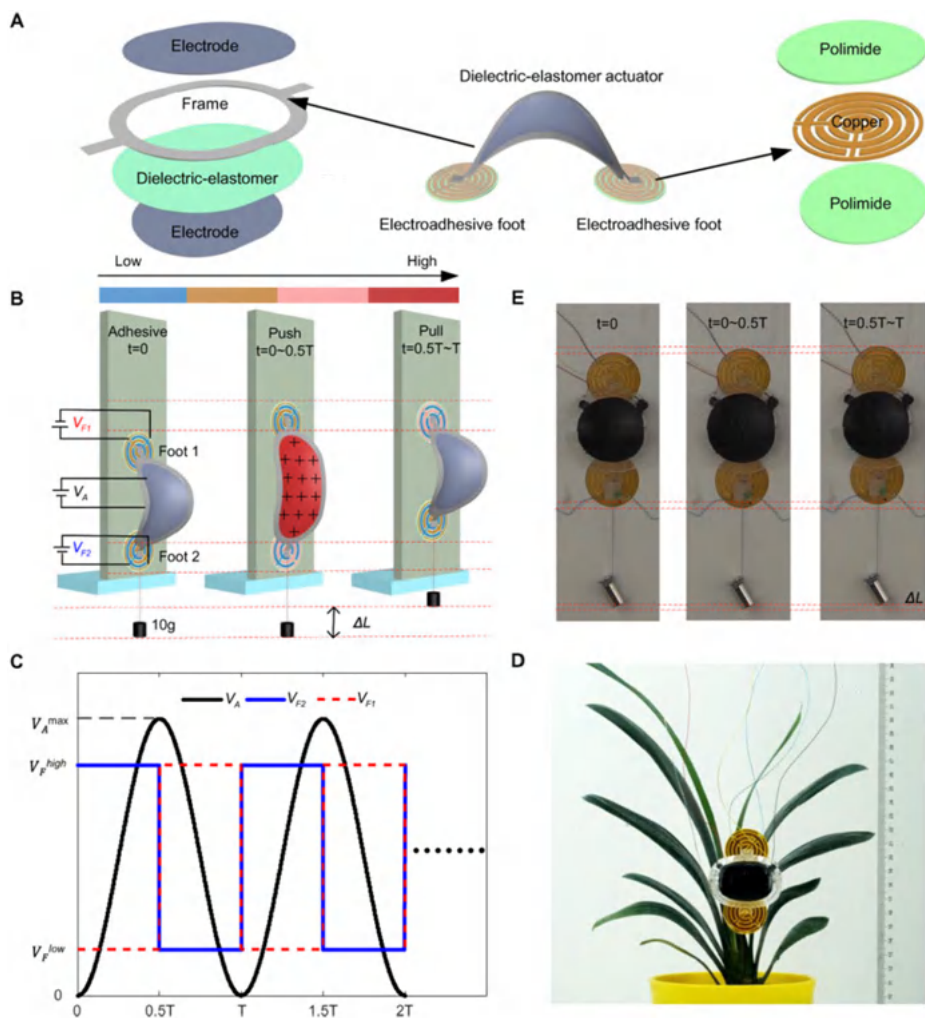 A
Electrode
Frame
Dielectric-elastomer
Electrode
Dielectric-elastomer actuator
Electroadhesive foot
Electroadhesive foot
Polimide
Copper
Polimide
Low
High
B
Adhesive
t=0
Push
t=0~0.5T
Pull
t=0.5T~T
V_F1
Foot 1
V_A
V_F2
Foot 2
10g
ΔL
E
t=0
t=0~0.5T
t=0.5T~T
ΔL
C
V_A
V_F2
V_F1
V_A^max
V_F^high
V_F^low
0
0
0.5T
T
1.5T
2T
D